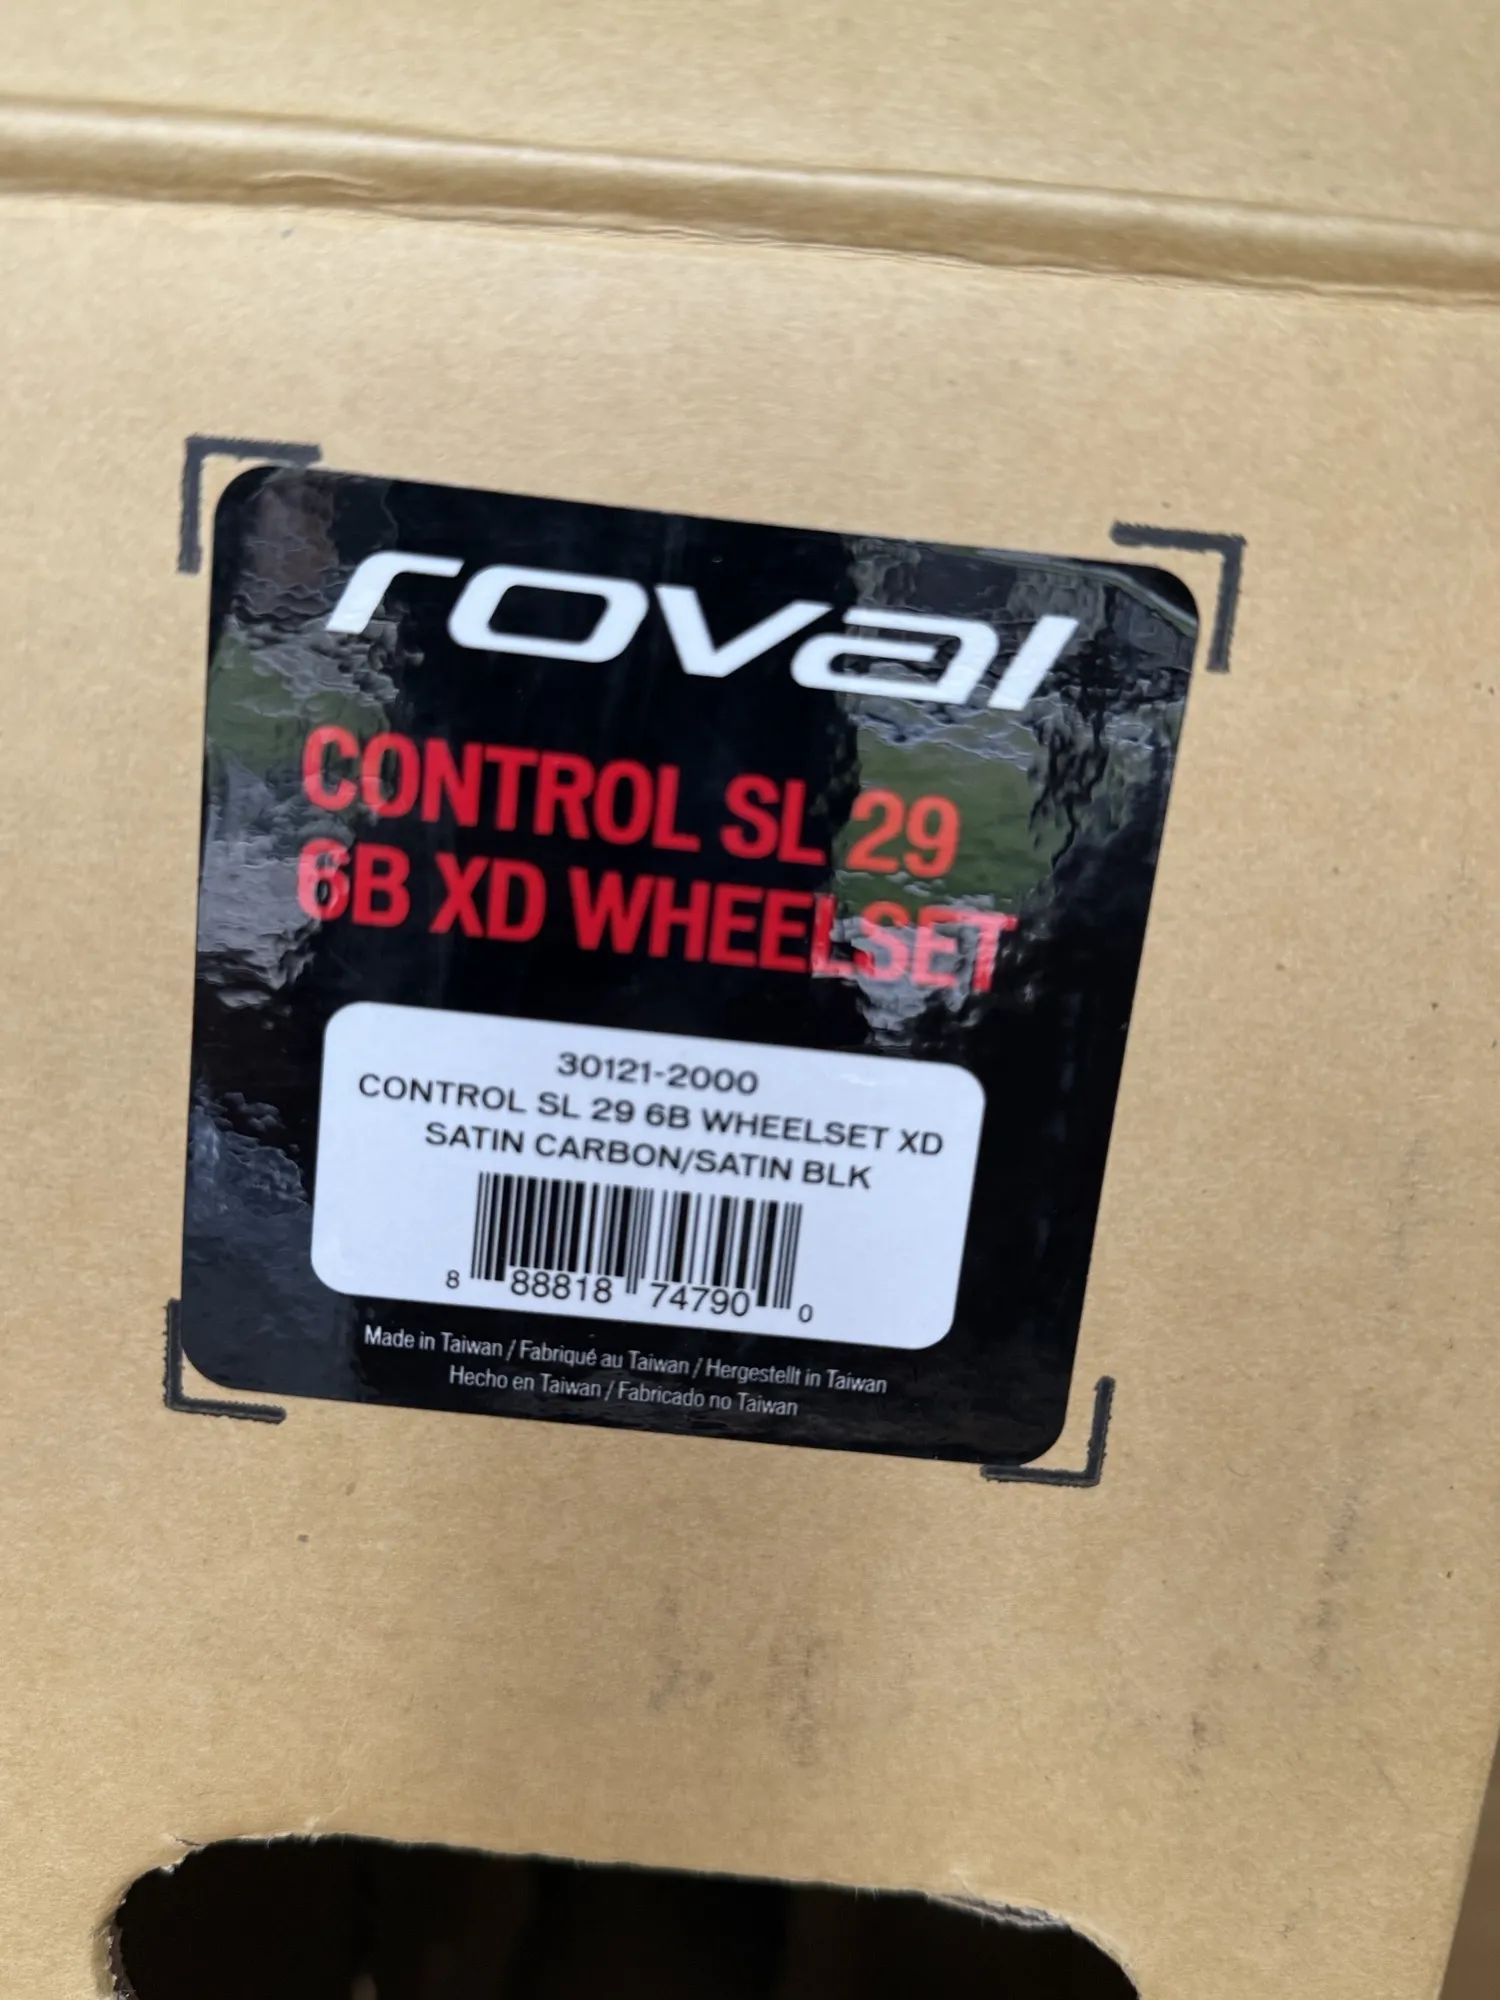 roval
CONTROL SL 29
6B XD WHEELSET
30121-2000
CONTROL SL 29 6B WHEELSET XD
SATIN CARBON/SATIN BLK
8 88818 74790 0
Made in Taiwan / Fabriqué au Taiwan / Hergestellt in Taiwan
Hecho en Taiwan / Fabricado no Taiwan